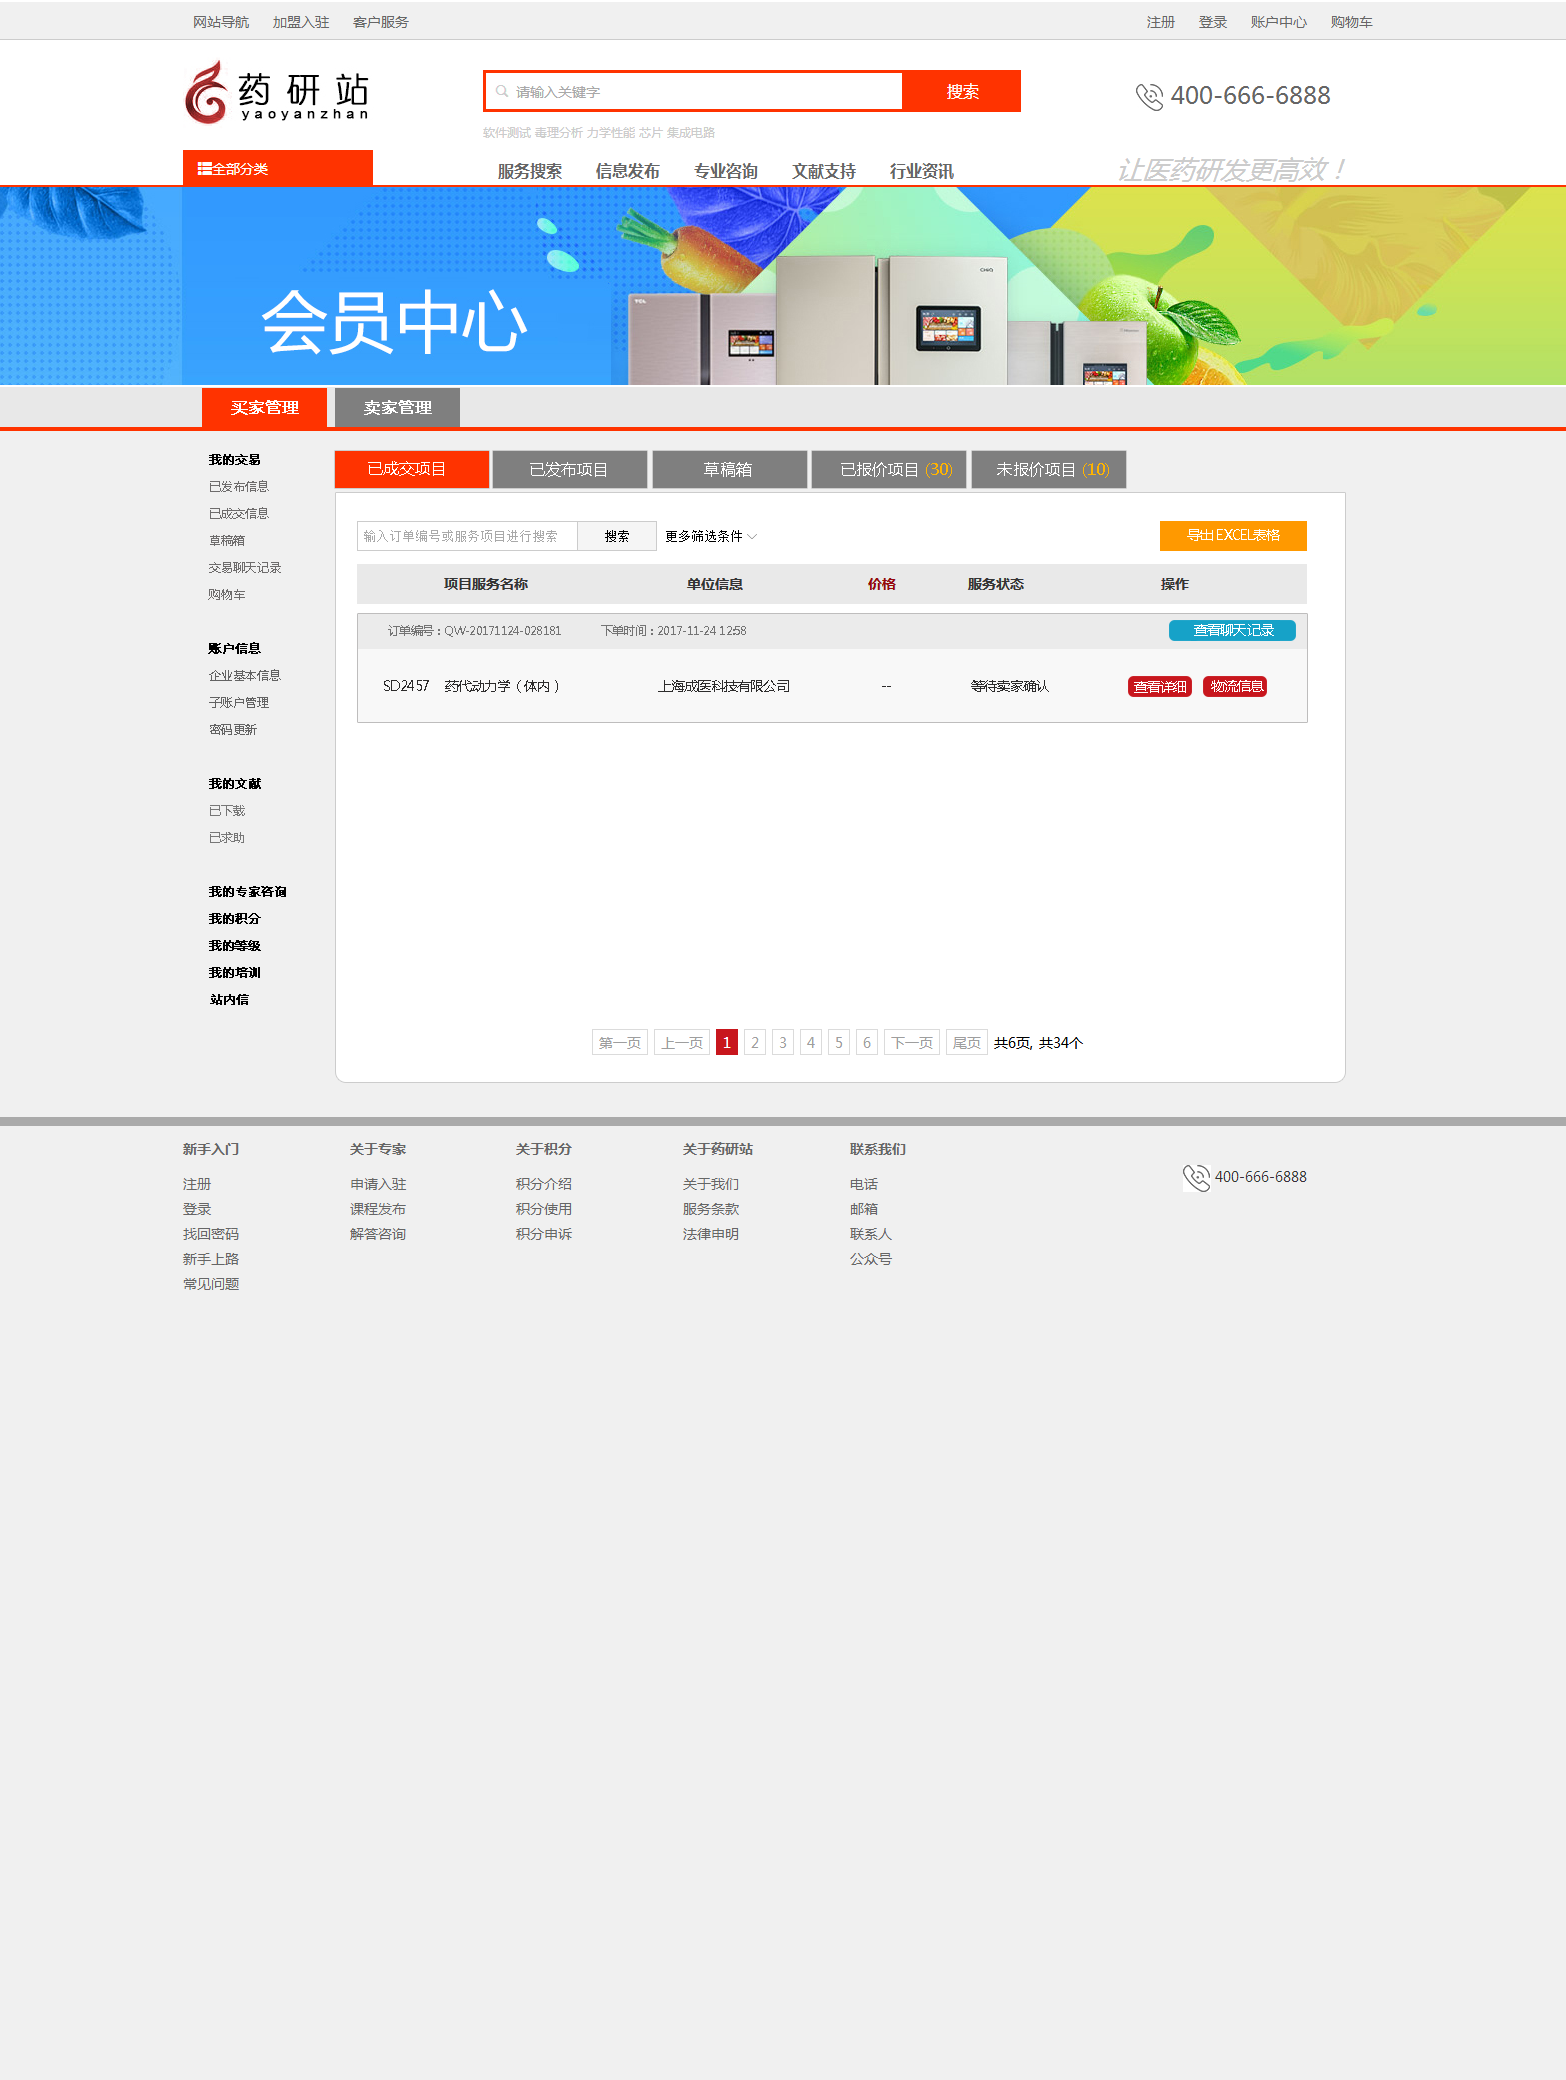 网站导航 加盟入驻 客户服务 注册 登录 账户中心 购物车
药研站
yaoyanzhan
请输入关键字 搜索
400-666-6888
软件测试 毒理分析 力学性能 芯片 集成电路
全部分类 服务搜索 信息发布 专业咨询 文献支持 行业资讯 让医药研发更高效！
会员中心
TCL
CHiQ
买家管理 卖家管理
我的交易
已发布信息
已成交信息
草稿箱
交易聊天记录
购物车
账户信息
企业基本信息
子账户管理
密码更新
我的文献
已下载
已求助
我的专家咨询
我的积分
我的等级
我的培训
站内信
已成交项目 已发布项目 草稿箱 已报价项目 (30) 未报价项目 (10)
输入订单编号或服务项目进行搜索 搜索 更多筛选条件 导出EXCEL表格
项目服务名称 单位信息 价格 服务状态 操作
订单编号：QW-20171124-028181 下单时间：2017-11-24 12:58 查看聊天记录
SD2457 药代动力学（体内） 上海成医科技有限公司 -- 等待卖家确认 查看详细 物流信息
第一页 上一页 1 2 3 4 5 6 下一页 尾页 共6页, 共34个
新手入门
注册
登录
找回密码
新手上路
常见问题
关于专家
申请入驻
课程发布
解答咨询
关于积分
积分介绍
积分使用
积分申诉
关于药研站
关于我们
服务条款
法律申明
联系我们
电话
邮箱
联系人
公众号
400-666-6888